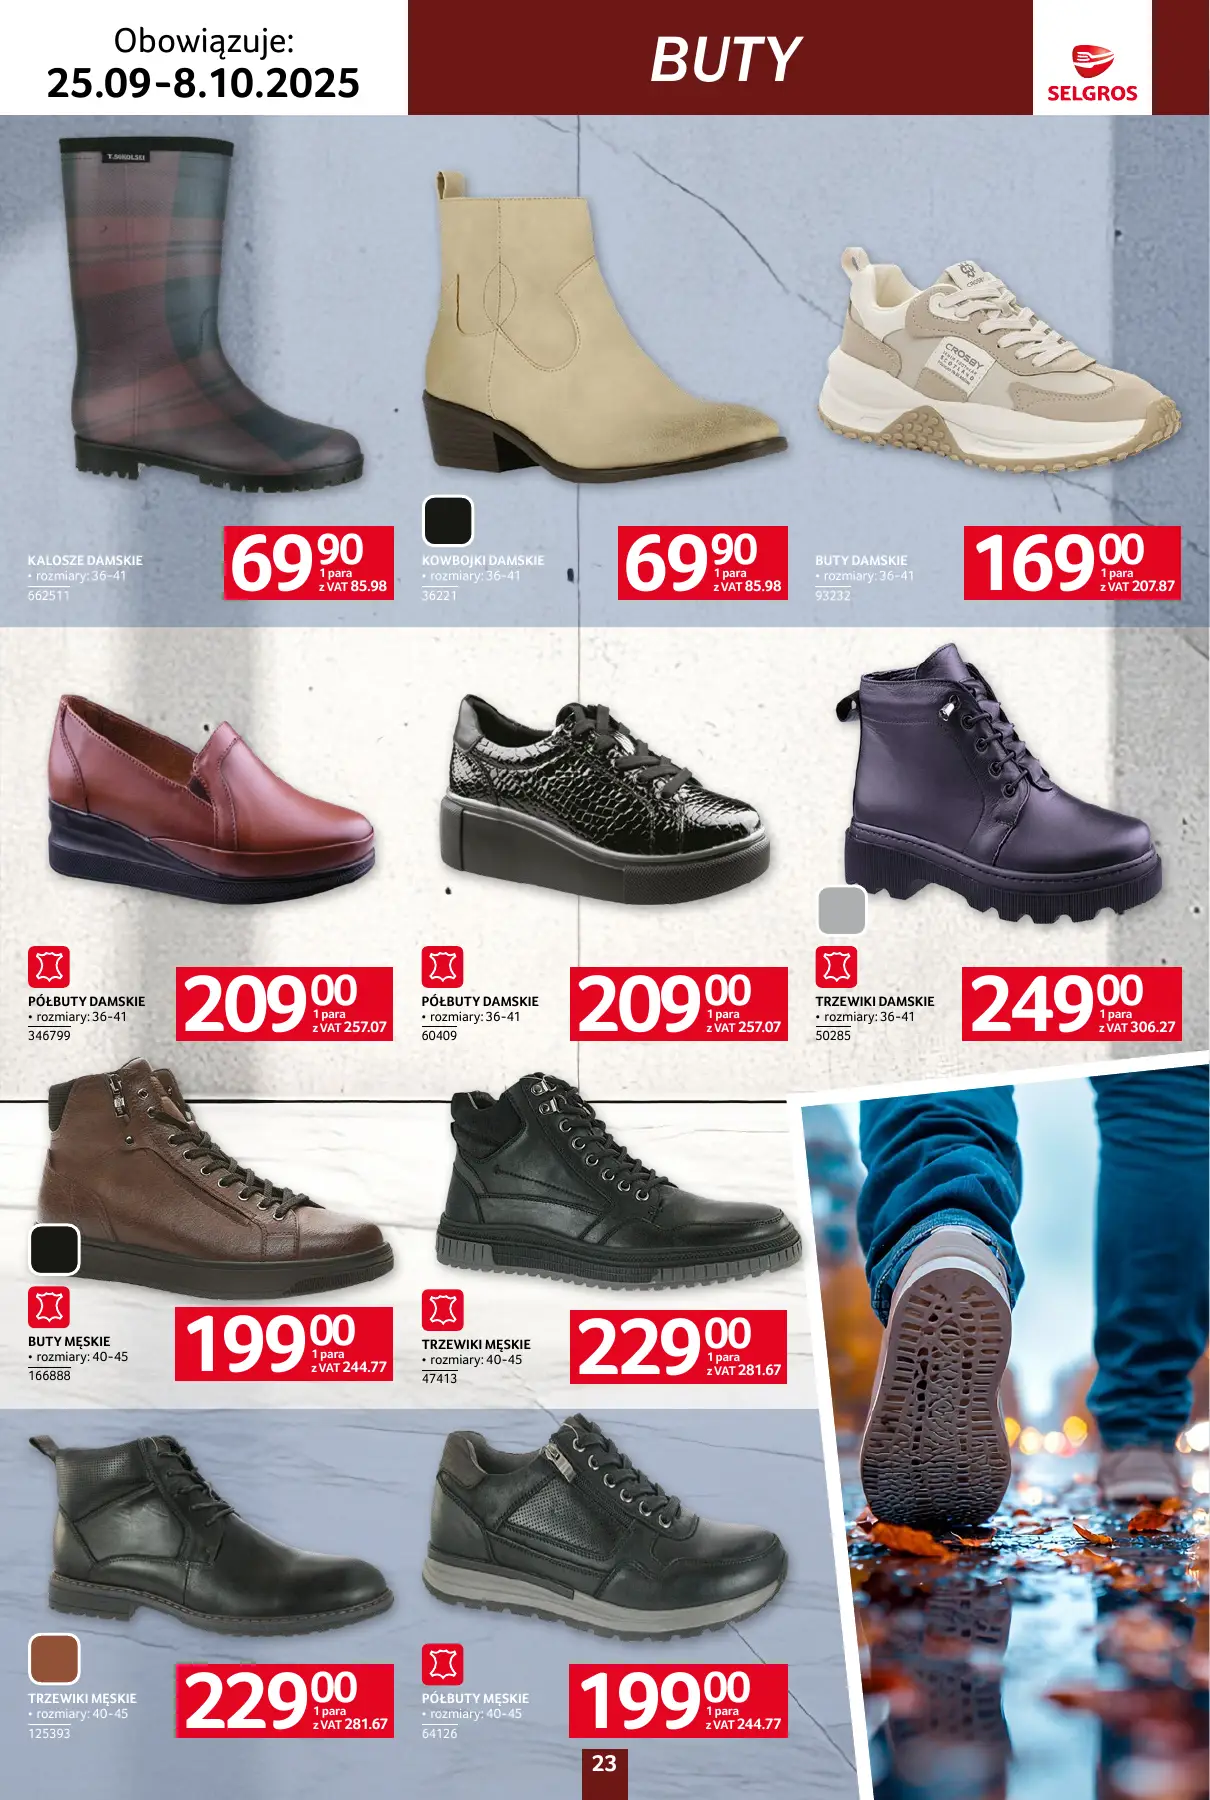 Obowiązuje:
25.09-8.10.2025
BUTY
SELGROS
T.SOKOLSKI
CROSBY
CROSBY
SCOTLAND
KALOSZE DAMSKIE
• rozmiary: 36-41
662511
69 90
1 para
z VAT 85.98
KOWBOJKI DAMSKIE
• rozmiary: 36-41
36221
69 90
1 para
z VAT 85.98
BUTY DAMSKIE
• rozmiary: 36-41
93232
169 00
1 para
z VAT 207.87
PÓŁBUTY DAMSKIE
• rozmiary: 36-41
346799
209 00
1 para
z VAT 257.07
PÓŁBUTY DAMSKIE
• rozmiary: 36-41
60409
209 00
1 para
z VAT 257.07
TRZEWIKI DAMSKIE
• rozmiary: 36-41
50285
249 00
1 para
z VAT 306.27
BUTY MĘSKIE
• rozmiary: 40-45
166888
199 00
1 para
z VAT 244.77
TRZEWIKI MĘSKIE
• rozmiary: 40-45
47413
229 00
1 para
z VAT 281.67
TRZEWIKI MĘSKIE
• rozmiary: 40-45
125393
229 00
1 para
z VAT 281.67
PÓŁBUTY MĘSKIE
• rozmiary: 40-45
64126
199 00
1 para
z VAT 244.77
23